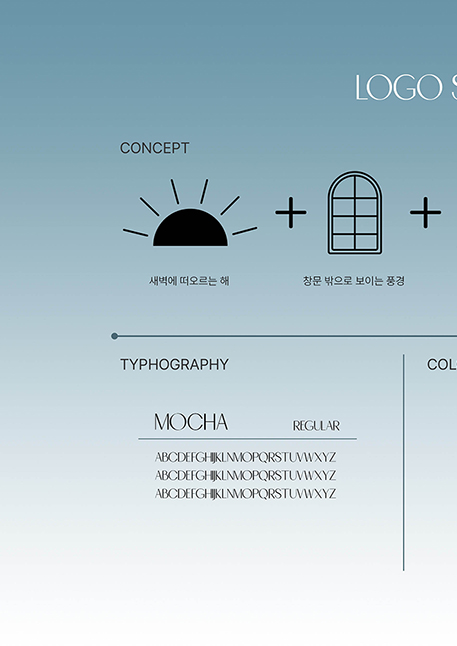 LOGO S
CONCEPT
새벽에 떠오르는 해
창문 밖으로 보이는 풍경
TYPHOGRAPHY
COL
MOCHA
REGULAR
ABCDEFGHIJKLNMOPQRSTUVWXYZ
ABCDEFGHIJKLNMOPQRSTUVWXYZ
ABCDEFGHIJKLNMOPQRSTUVWXYZ